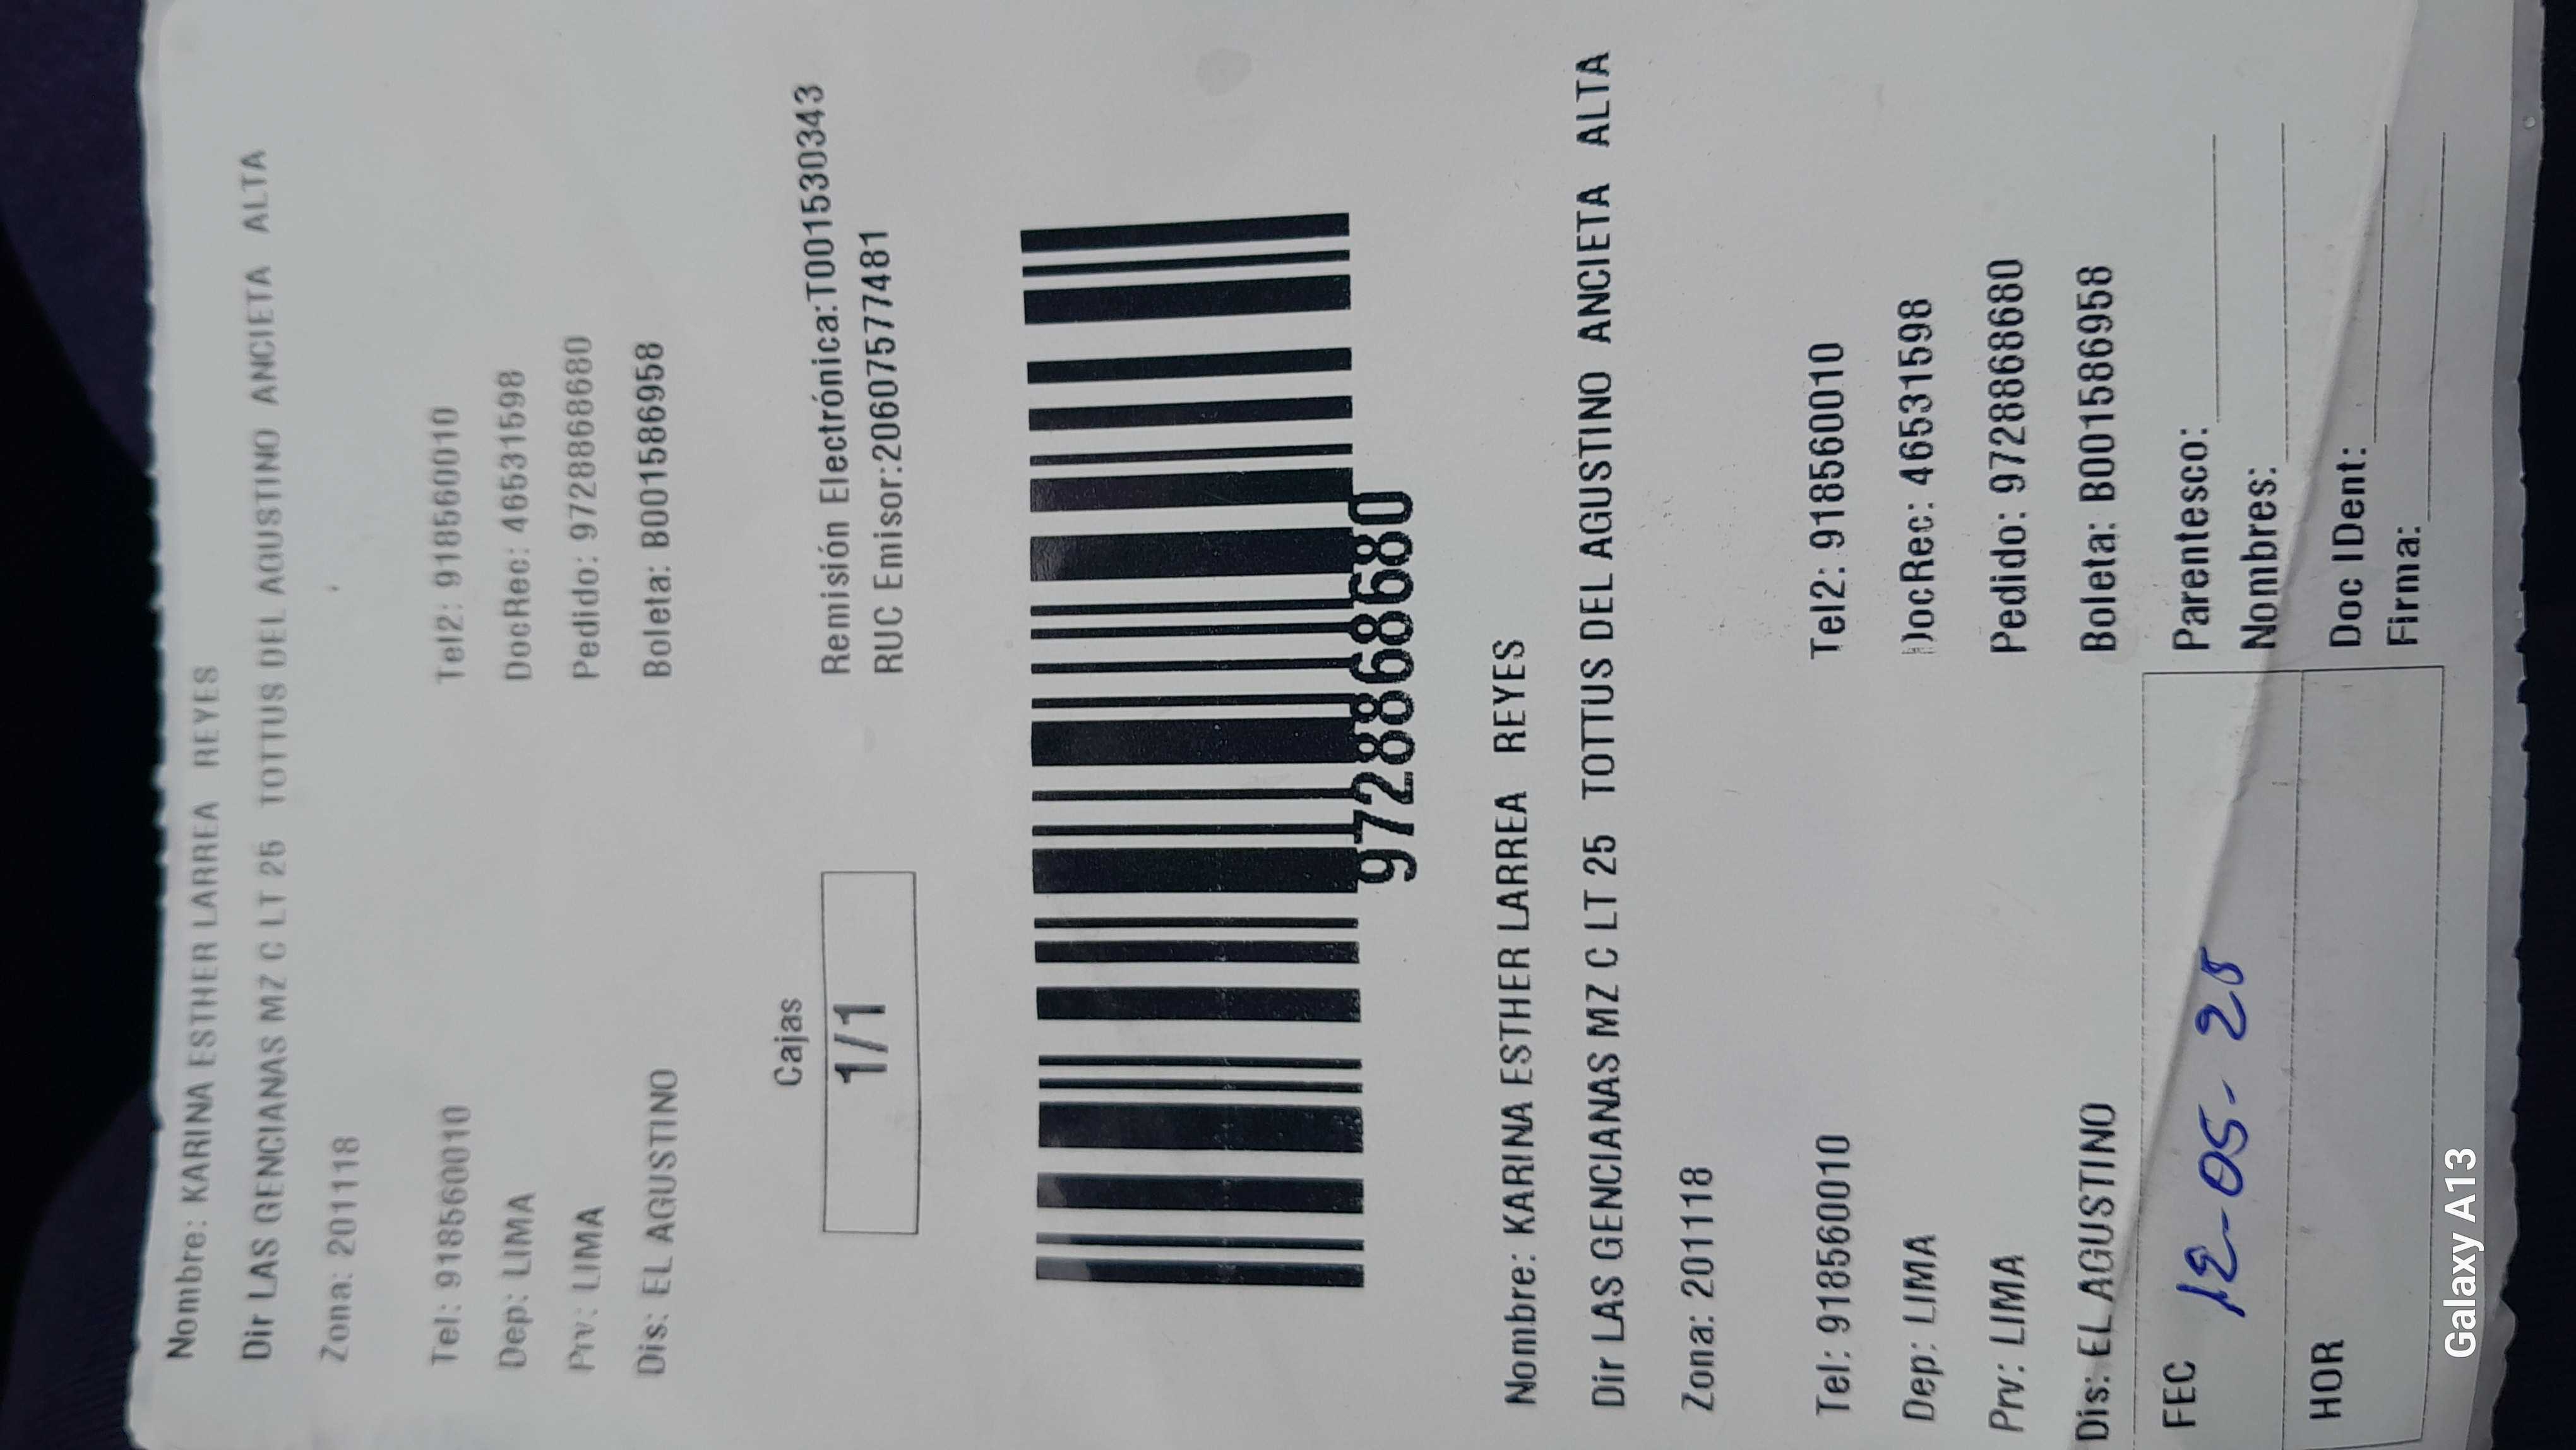 Nombre: KARINA ESTHER LARREA REYES
Dir LAS GENCIANAS MZ C LT 25 TOTTUS DEL AGUSTINO ANCIETA ALTA
Zona: 201118
Tel: 918560010 Tel2: 918560010
Dep: LIMA DocRec: 46531598
Prv: LIMA Pedido: 9728868680
Dis: EL AGUSTINO Boleta: B001586958
Cajas
1/1
Remisión Electrónica:T001530343
RUC Emisor:20607577481
9728868680
Nombre: KARINA ESTHER LARREA REYES
Dir LAS GENCIANAS MZ C LT 25 TOTTUS DEL AGUSTINO ANCIETA ALTA
Zona: 201118
Tel: 918560010 Tel2: 918560010
Dep: LIMA DocRec: 46531598
Prv: LIMA Pedido: 9728868680
Dis: EL AGUSTINO Boleta: B001586958
FEC 12-05-25 Parentesco:
Nombres:
HOR Doc IDent:
Firma:
Galaxy A13